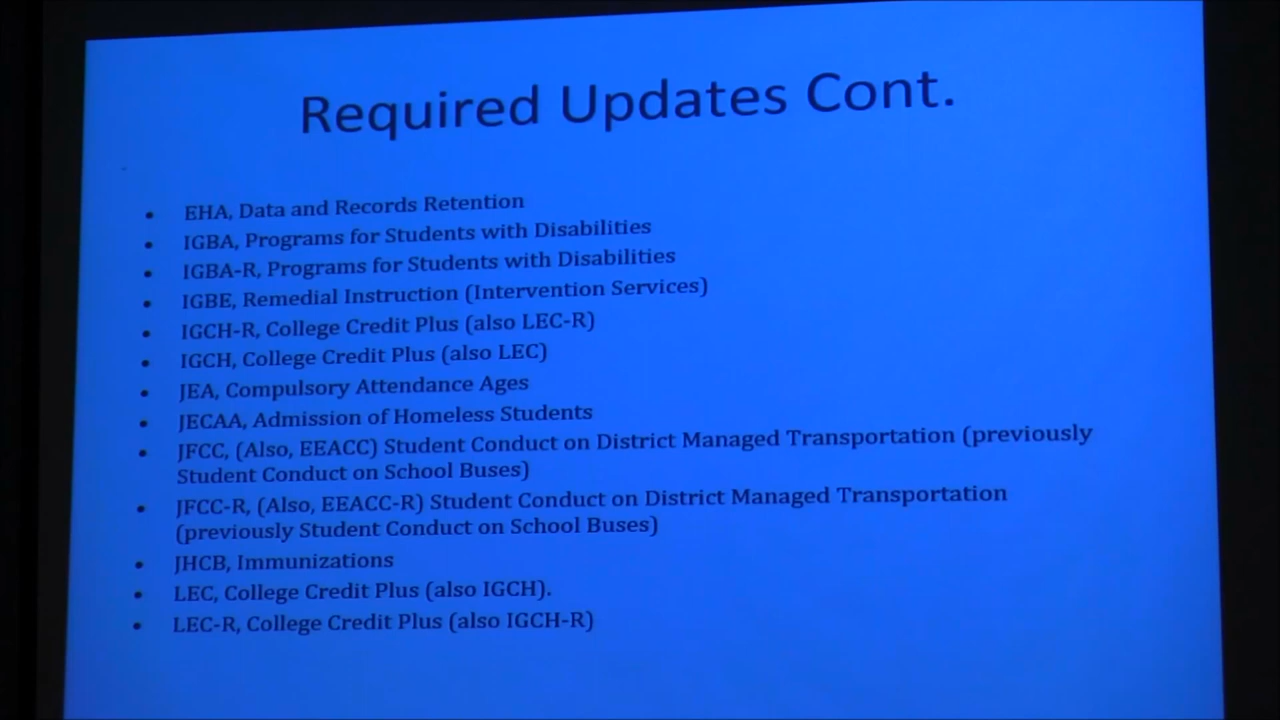 Required Updates Cont.
• EHA, Data and Records Retention
• IGBA, Programs for Students with Disabilities
• IGBA-R, Programs for Students with Disabilities
• IGBE, Remedial Instruction (Intervention Services)
• IGCH-R, College Credit Plus (also LEC-R)
• IGCH, College Credit Plus (also LEC)
• JEA, Compulsory Attendance Ages
• JECAA, Admission of Homeless Students
• JFCC, (Also, EEACC) Student Conduct on District Managed Transportation (previously
Student Conduct on School Buses)
• JFCC-R, (Also, EEACC-R) Student Conduct on District Managed Transportation
(previously Student Conduct on School Buses)
• JHCB, Immunizations
• LEC, College Credit Plus (also IGCH).
• LEC-R, College Credit Plus (also IGCH-R)